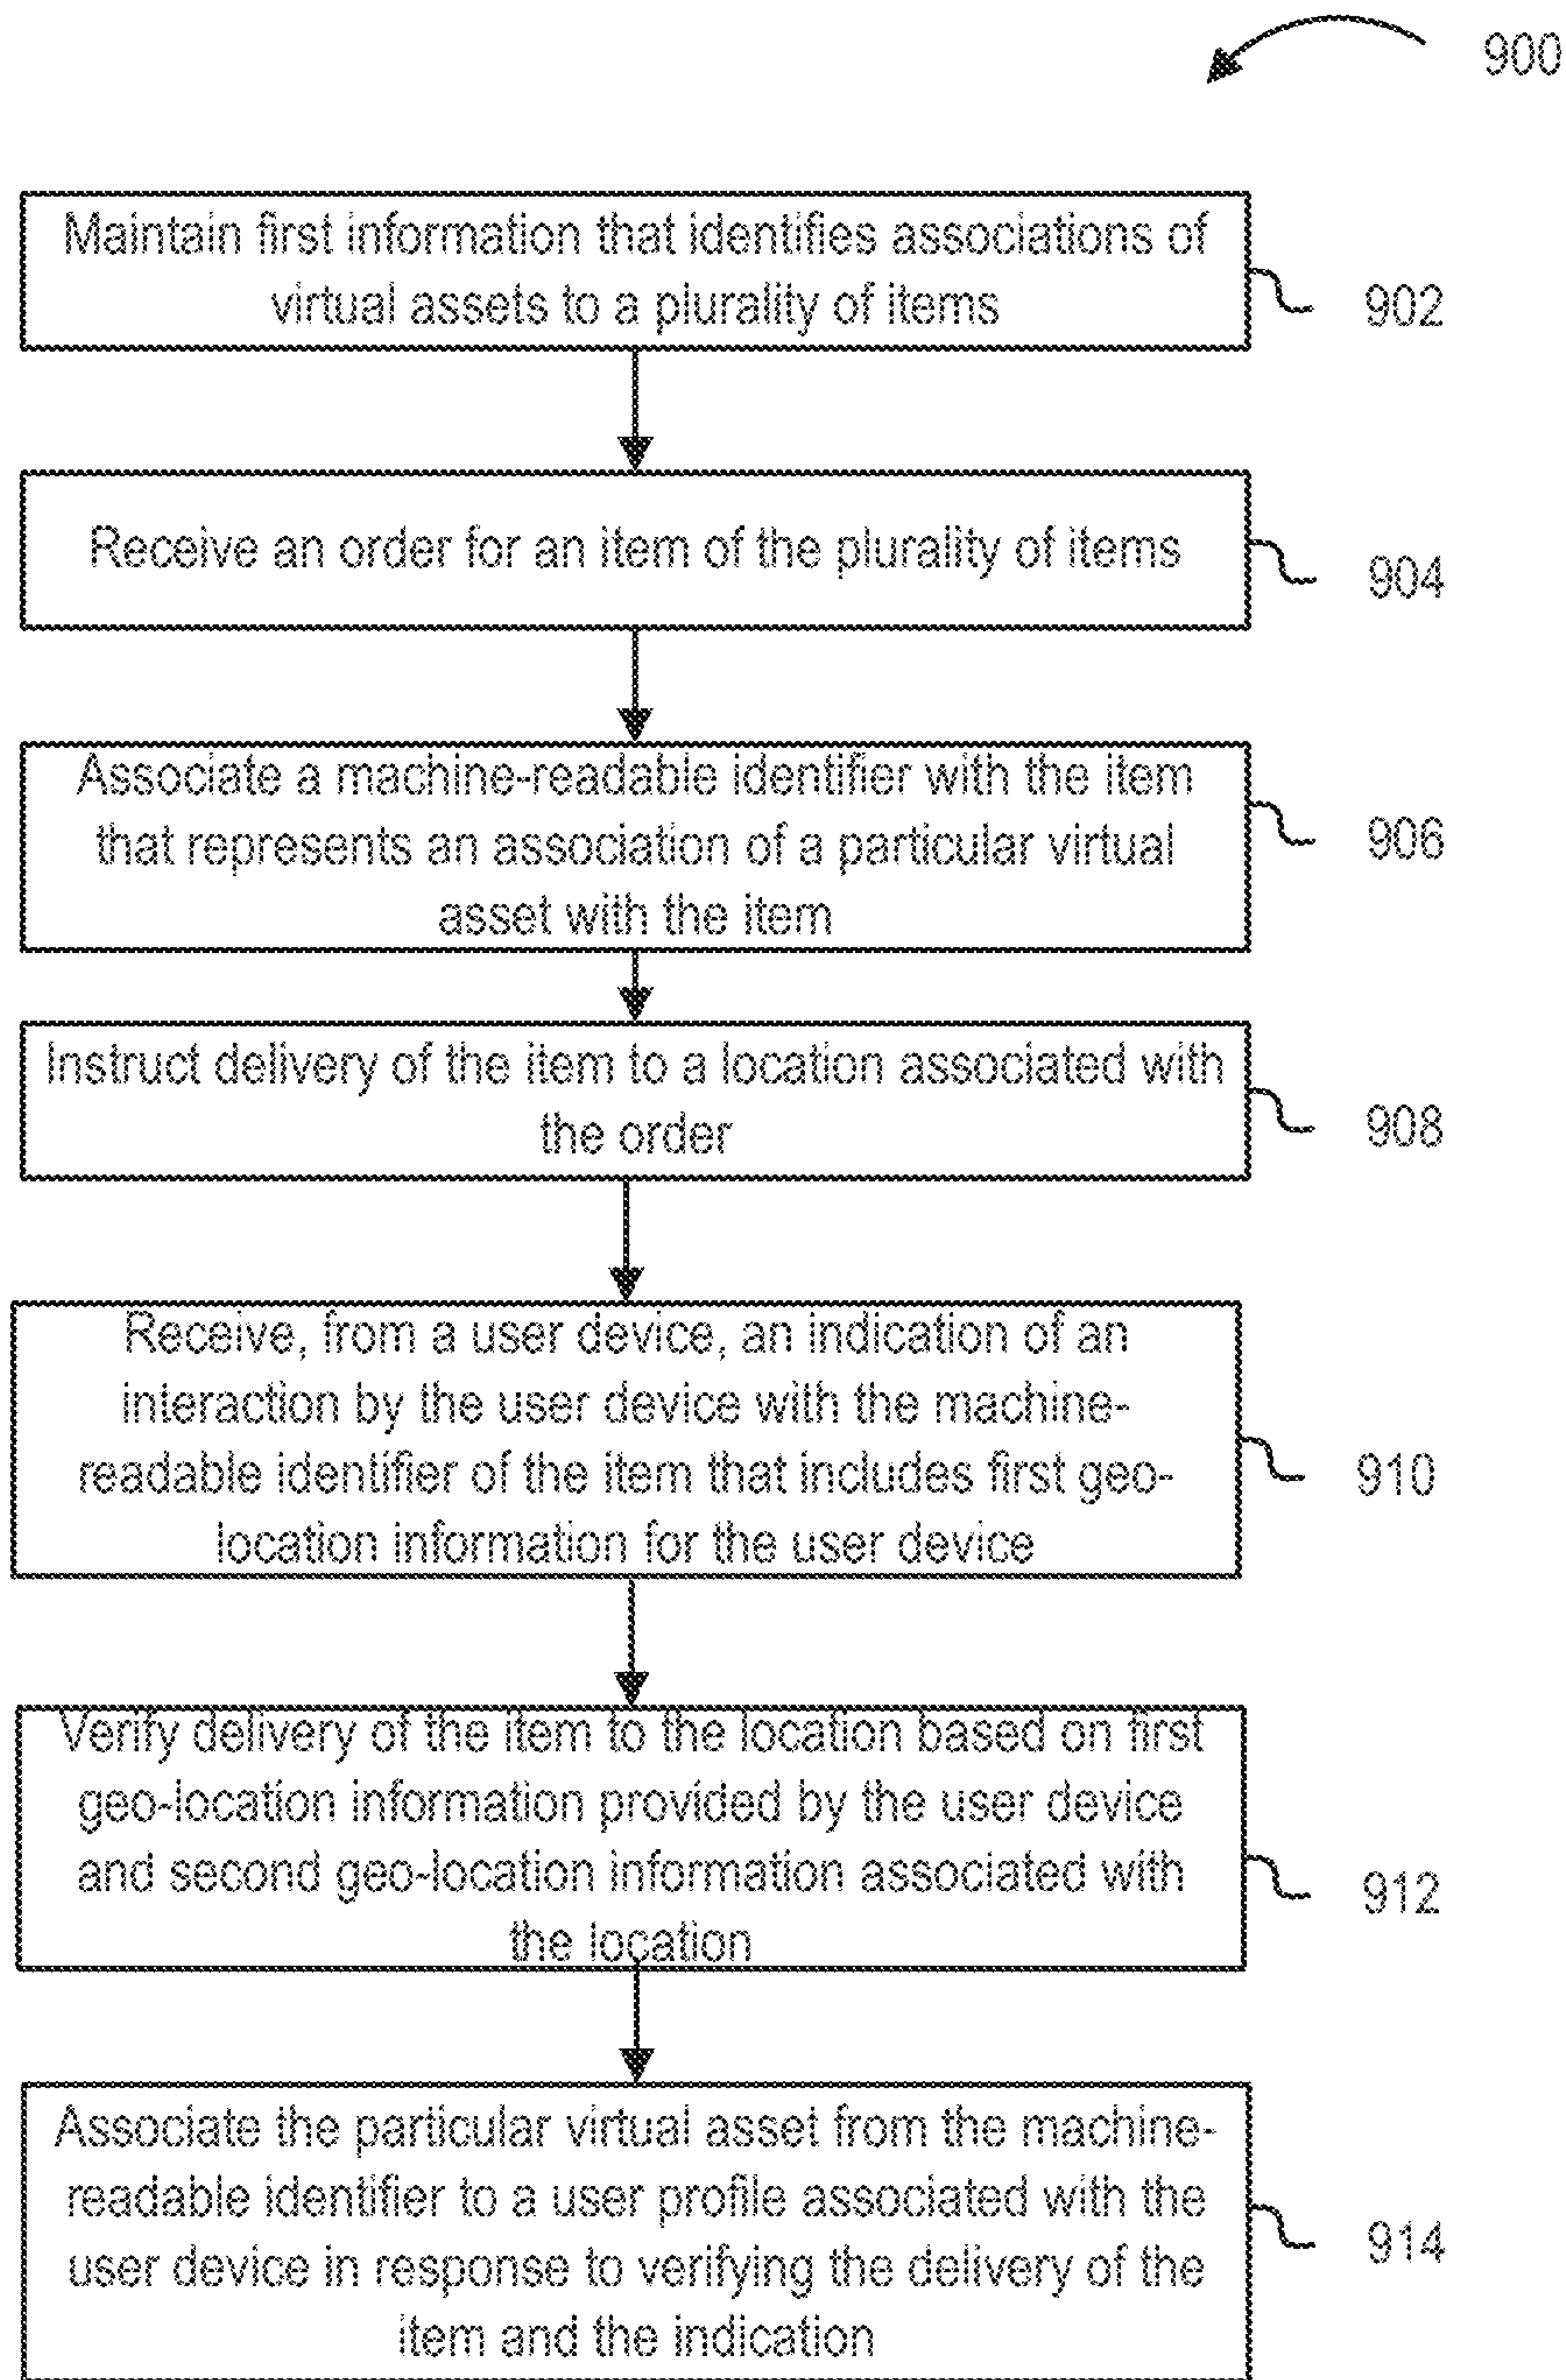 900
Maintain first information that identifies associations of
virtual assets to a plurality of items
902
Receive an order for an item of the plurality of items
904
Associate a machine-readable identifier with the item
that represents an association of a particular virtual
asset with the item
906
Instruct delivery of the item to a location associated with
the order
908
Receive, from a user device, an indication of an
interaction by the user device with the machine-
readable identifier of the item that includes first geo-
location information for the user device
910
Verify delivery of the item to the location based on first
geo-location information provided by the user device
and second geo-location information associated with
the location
912
Associate the particular virtual asset from the machine-
readable identifier to a user profile associated with the
user device in response to verifying the delivery of the
item and the indication
914